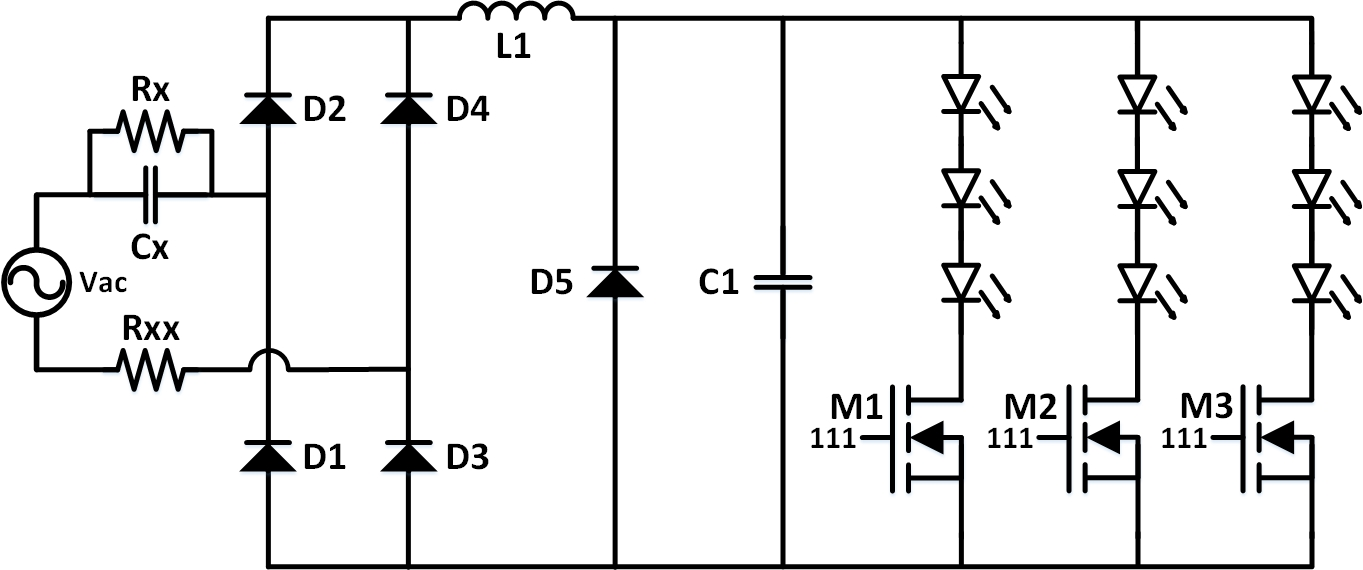 L1
Rx
D2
D4
Cx
Vac
D5
C1
Rxx
M1
M2
M3
111
111
111
D1
D3